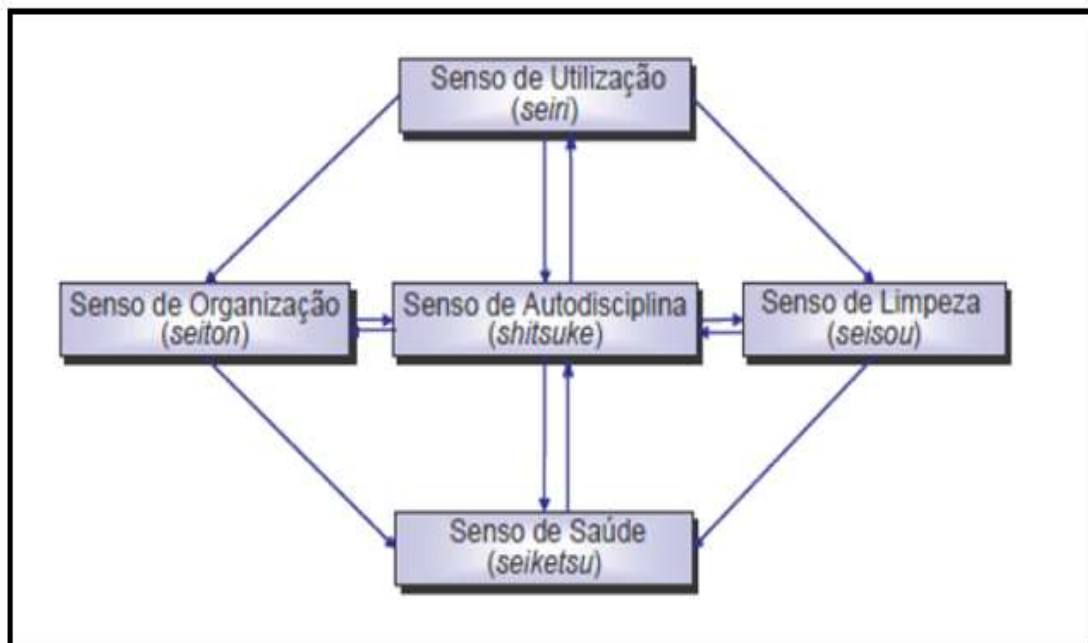 Senso de Utilização
(seiri)
Senso de Organização
(seiton)
Senso de Autodisciplina
(shitsuke)
Senso de Limpeza
(seisou)
Senso de Saúde
(seiketsu)